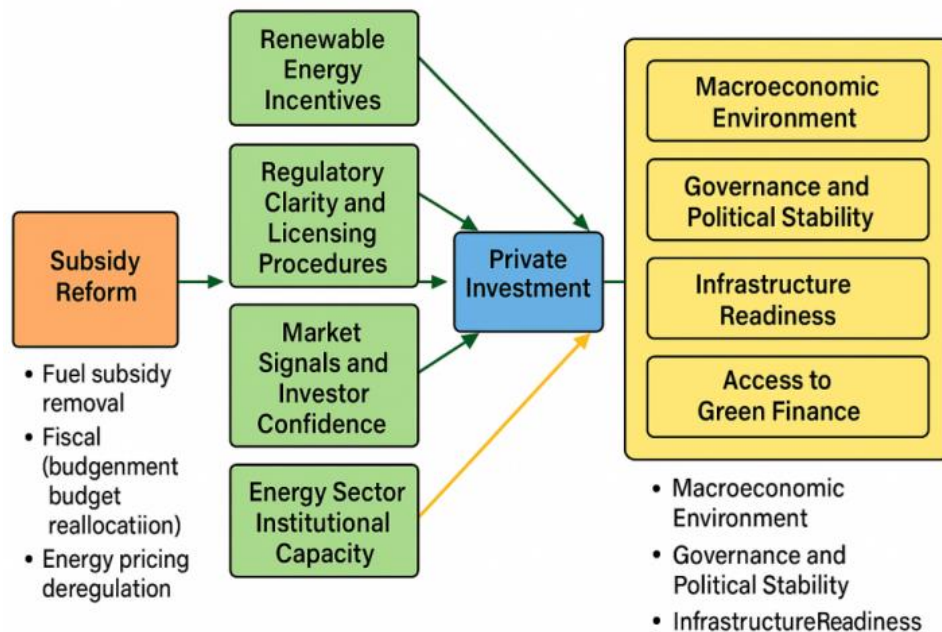 Subsidy
Reform
• Fuel subsidy
removal
• Fiscal
(budgenment
budget
reallocatiion)
• Energy pricing
deregulation
Renewable
Energy
Incentives
Regulatory
Clarity and
Licensing
Procedures
Market
Signals and
Investor
Confidence
Energy Sector
Institutional
Capacity
Private
Investment
Macroeconomic
Environment
Governance and
Political Stability
Infrastructure
Readiness
Access to
Green Finance
• Macroeconomic
Environment
• Governance and
Political Stability
• InfrastructureReadiness